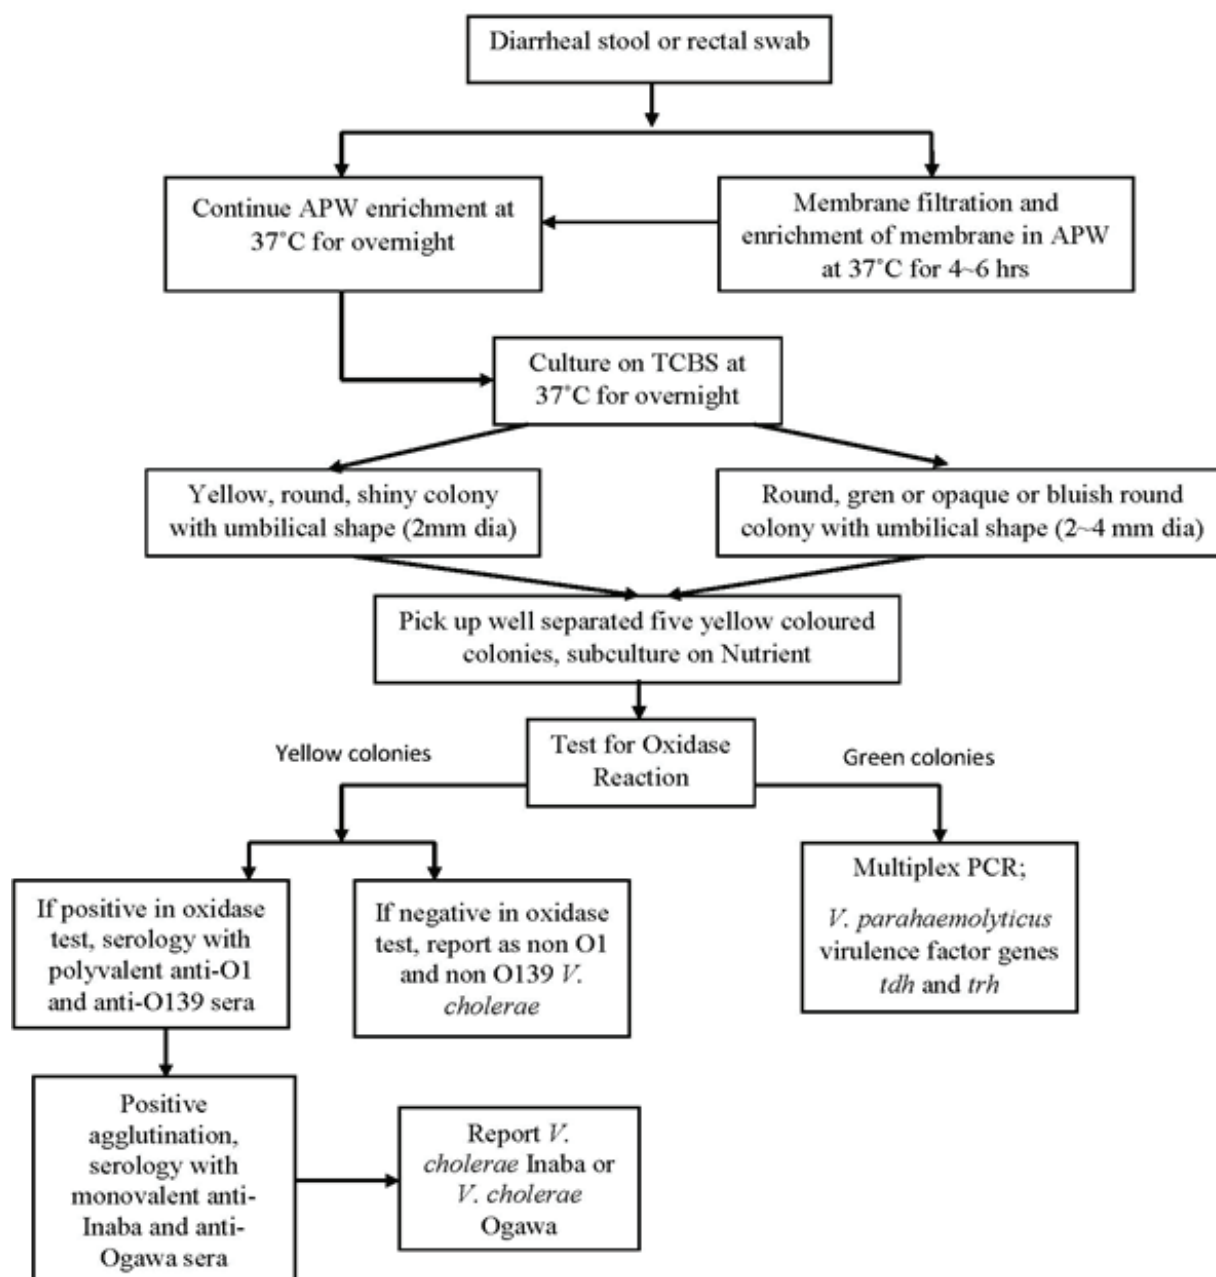 Diarrheal stool or rectal swab
Continue APW enrichment at
37˚C for overnight
Membrane filtration and
enrichment of membrane in APW
at 37˚C for 4~6 hrs
Culture on TCBS at
37˚C for overnight
Yellow, round, shiny colony
with umbilical shape (2mm dia)
Round, gren or opaque or bluish round
colony with umbilical shape (2~4 mm dia)
Pick up well separated five yellow coloured
colonies, subculture on Nutrient
Test for Oxidase
Reaction
Yellow colonies
Green colonies
If positive in oxidase
test, serology with
polyvalent anti-O1
and anti-O139 sera
If negative in oxidase
test, report as non O1
and non O139 V.
cholerae
Multiplex PCR;
V. parahaemolyticus
virulence factor genes
tdh and trh
Positive
agglutination,
serology with
monovalent anti-
Inaba and anti-
Ogawa sera
Report V.
cholerae Inaba or
V. cholerae
Ogawa